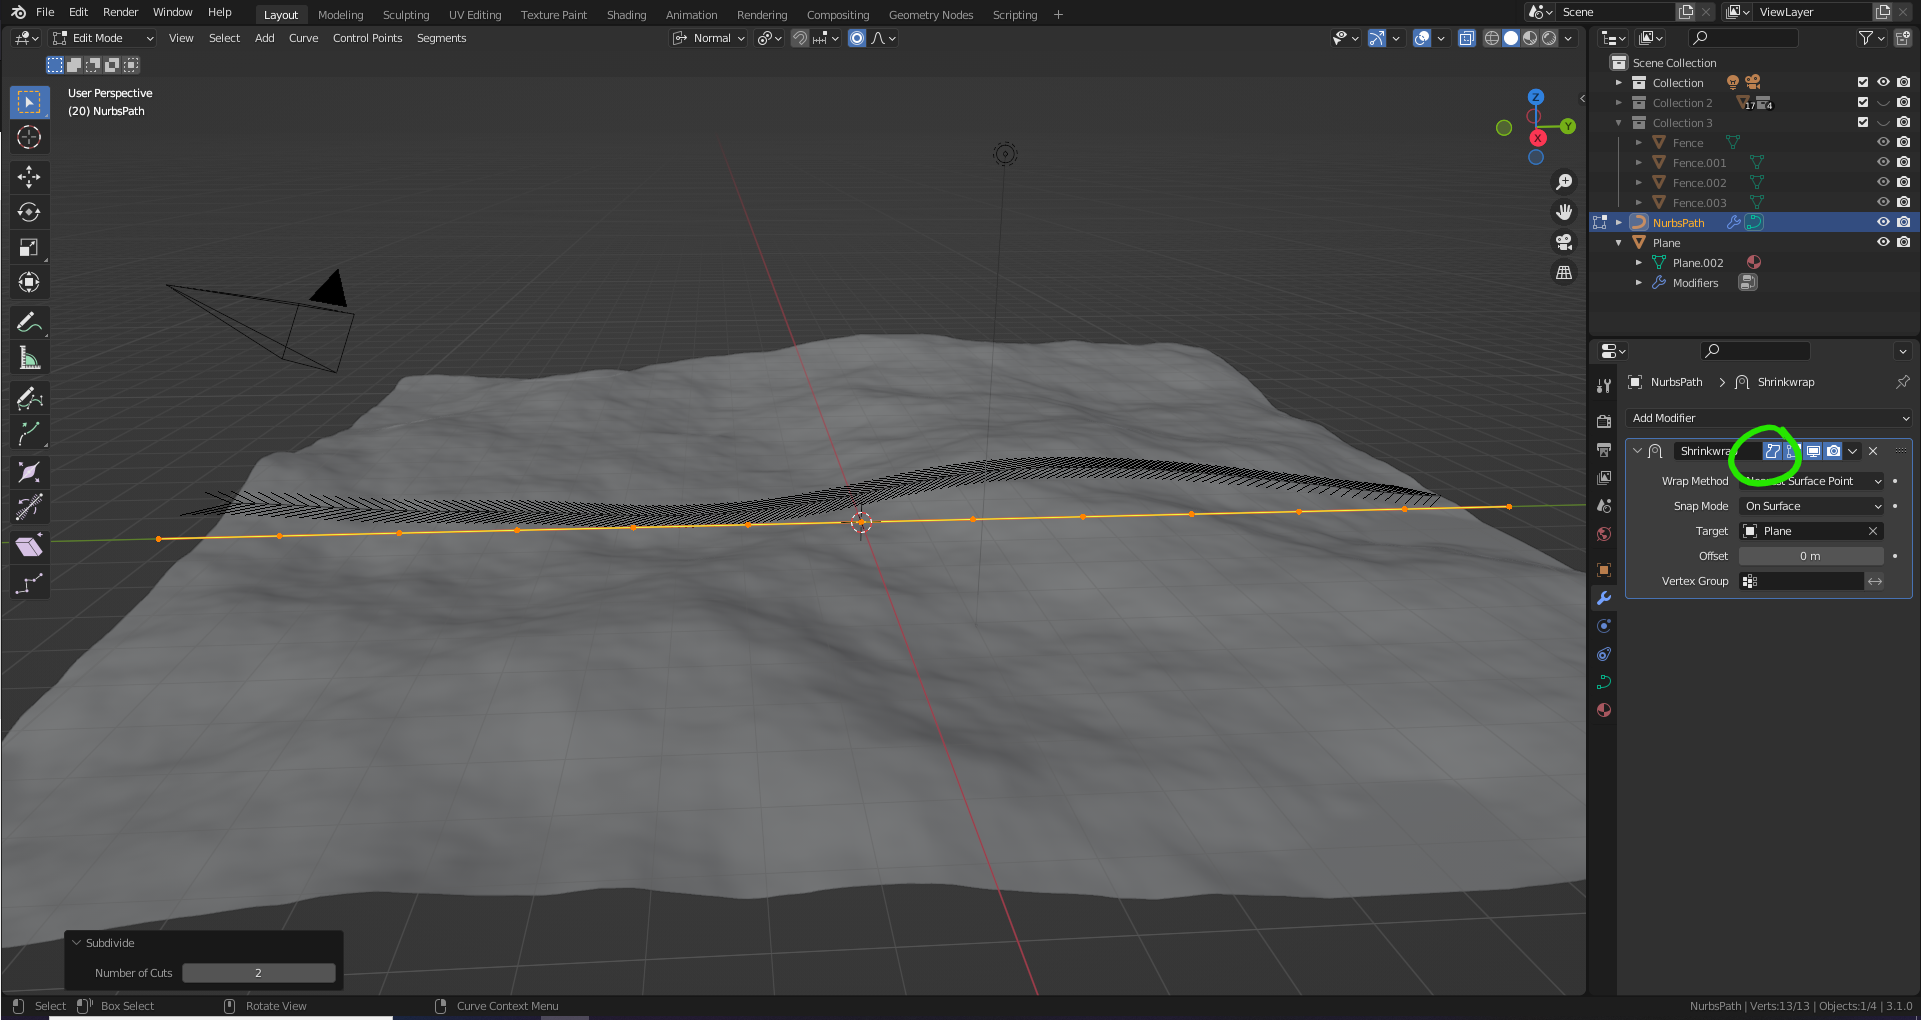 File Edit Render Window Help Layout Modeling Sculpting UV Editing Texture Paint Shading Animation Rendering Compositing Geometry Nodes Scripting + Scene ViewLayer
Edit Mode View Select Add Curve Control Points Segments Normal
User Perspective
(20) NurbsPath
Z
Y
X
Scene Collection
Collection
Collection 2 17 4
Collection 3
Fence
Fence.001
Fence.002
Fence.003
NurbsPath
Plane
Plane.002
Modifiers
NurbsPath > Shrinkwrap
Add Modifier
Shrinkwra
Wrap Method Nearest Surface Point
Snap Mode On Surface
Target Plane
Offset 0 m
Vertex Group
Subdivide
Number of Cuts 2
Select Box Select Rotate View Curve Context Menu NurbsPath | Verts:13/13 | Objects:1/4 | 3.1.0